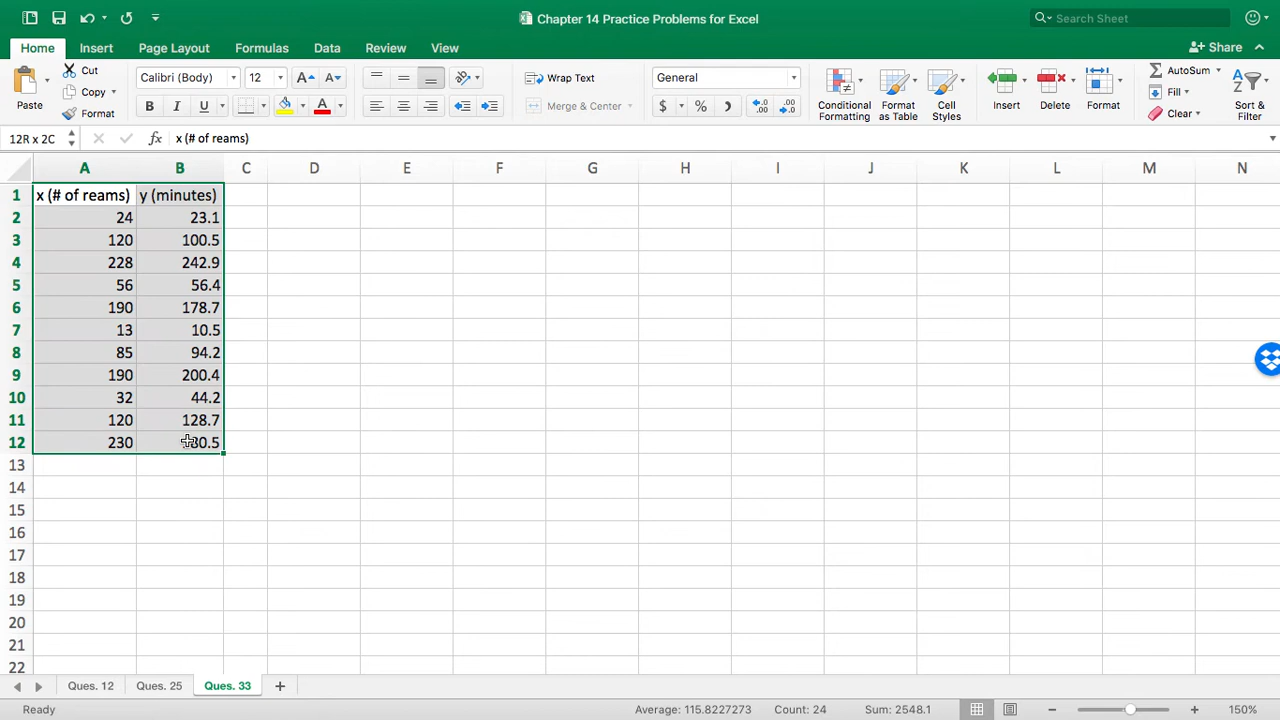 Chapter 14 Practice Problems for Excel
Search Sheet
Home Insert Page Layout Formulas Data Review View
Share
Paste
Cut
Copy
Format
Calibri (Body) 12
A A
B I U
A
Wrap Text
Merge & Center
General
$ % )
.0 .00
.00 .0
Conditional Formatting
Format as Table
Cell Styles
Insert
Delete
Format
AutoSum
Fill
Clear
Sort & Filter
12R x 2C fx x (# of reams)
A B C D E F G H I J K L M N
1 x (# of reams) y (minutes)
2 24 23.1
3 120 100.5
4 228 242.9
5 56 56.4
6 190 178.7
7 13 10.5
8 85 94.2
9 190 200.4
10 32 44.2
11 120 128.7
12 230 30.5
13
14
15
16
17
18
19
20
21
22
Ques. 12 Ques. 25 Ques. 33 +
Ready Average: 115.8227273 Count: 24 Sum: 2548.1 150%